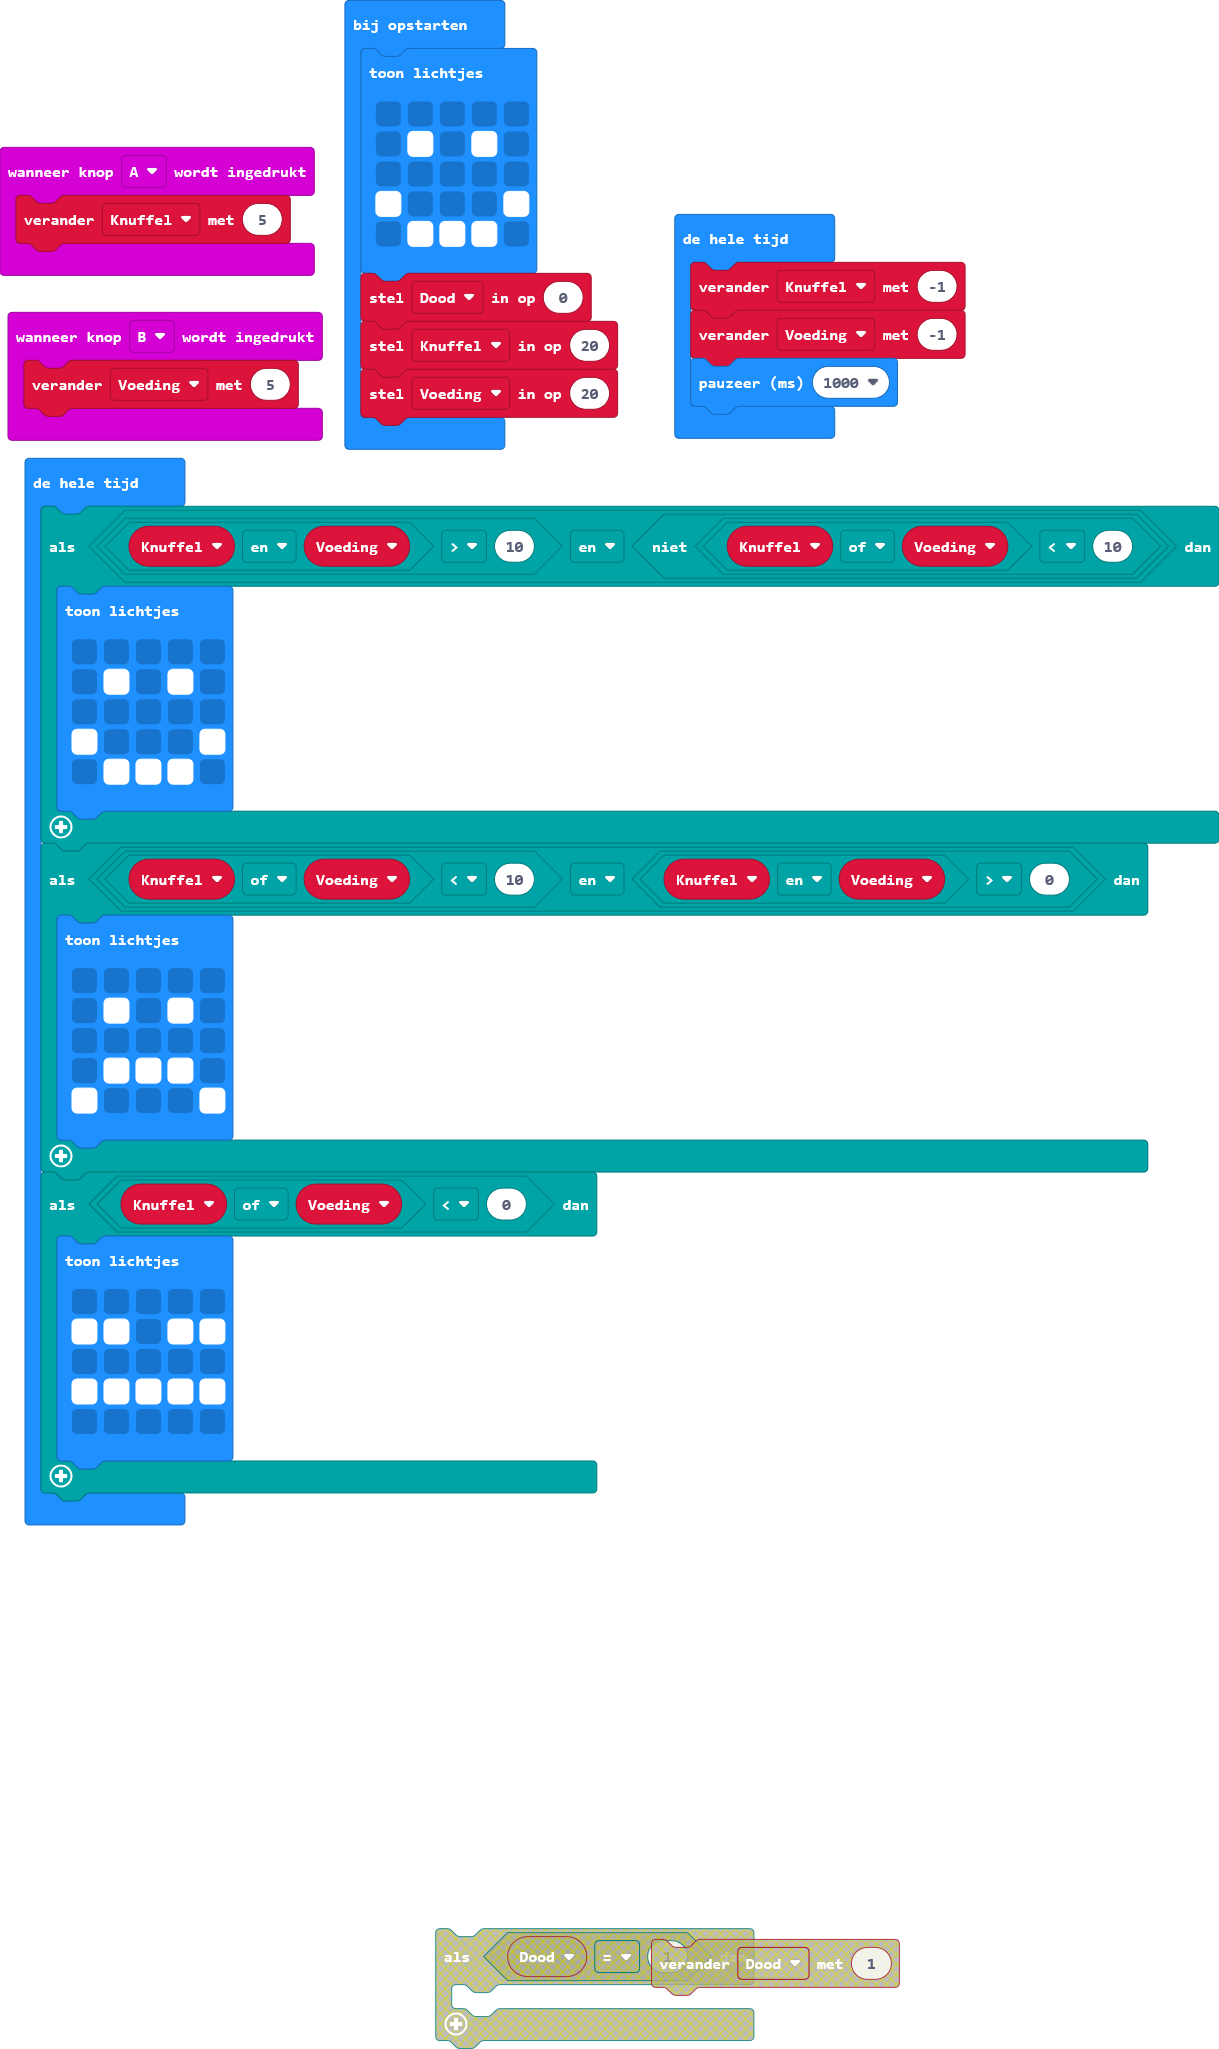 bij opstarten
toon lichtjes
stel Dood in op 0
stel Knuffel in op 20
stel Voeding in op 20
wanneer knop A wordt ingedrukt
verander Knuffel met 5
wanneer knop B wordt ingedrukt
verander Voeding met 5
de hele tijd
verander Knuffel met -1
verander Voeding met -1
pauzeer (ms) 1000
de hele tijd
als Knuffel en Voeding > 10 en niet Knuffel of Voeding < 10 dan
toon lichtjes
als Knuffel of Voeding < 10 en Knuffel en Voeding > 0 dan
toon lichtjes
als Knuffel of Voeding < 0 dan
toon lichtjes
als Dood =
verander Dood met 1